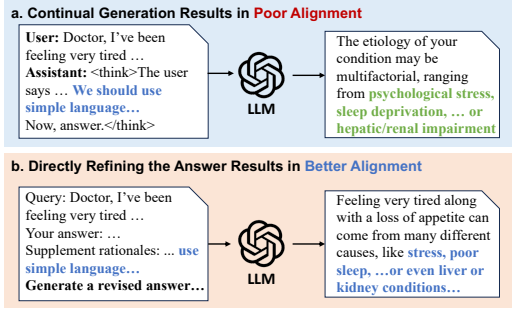 a. Continual Generation Results in Poor Alignment
User: Doctor, I've been
feeling very tired …
Assistant: <think>The user
says … We should use
simple language…
Now, answer.</think>
LLM
The etiology of your
condition may be
multifactorial, ranging
from psychological stress,
sleep deprivation, … or
hepatic/renal impairment
b. Directly Refining the Answer Results in Better Alignment
Query: Doctor, I've been
feeling very tired …
Your answer: …
Supplement rationales: ... use
simple language…
Generate a revised answer…
LLM
Feeling very tired along
with a loss of appetite can
come from many different
causes, like stress, poor
sleep, …or even liver or
kidney conditions…